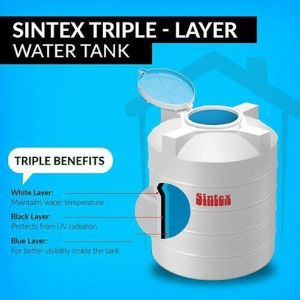 SINTEX TRIPLE - LAYER
WATER TANK
TRIPLE BENEFITS
White Layer:
Maintains water temperature
Black Layer:
Protects from UV radiation
Blue Layer:
For better visibility inside the tank
Sintex